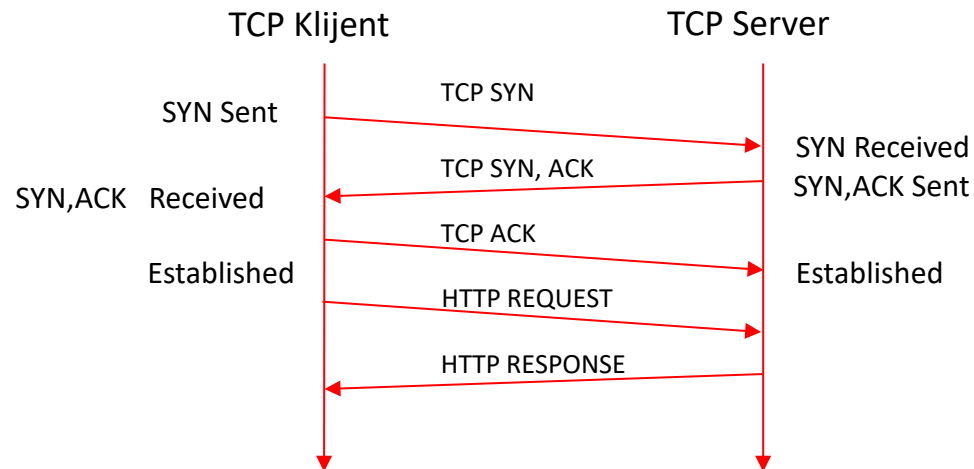 TCP Klijent
TCP Server
TCP SYN
SYN Sent
SYN Received
TCP SYN, ACK
SYN,ACK Sent
SYN,ACK Received
TCP ACK
Established
Established
HTTP REQUEST
HTTP RESPONSE